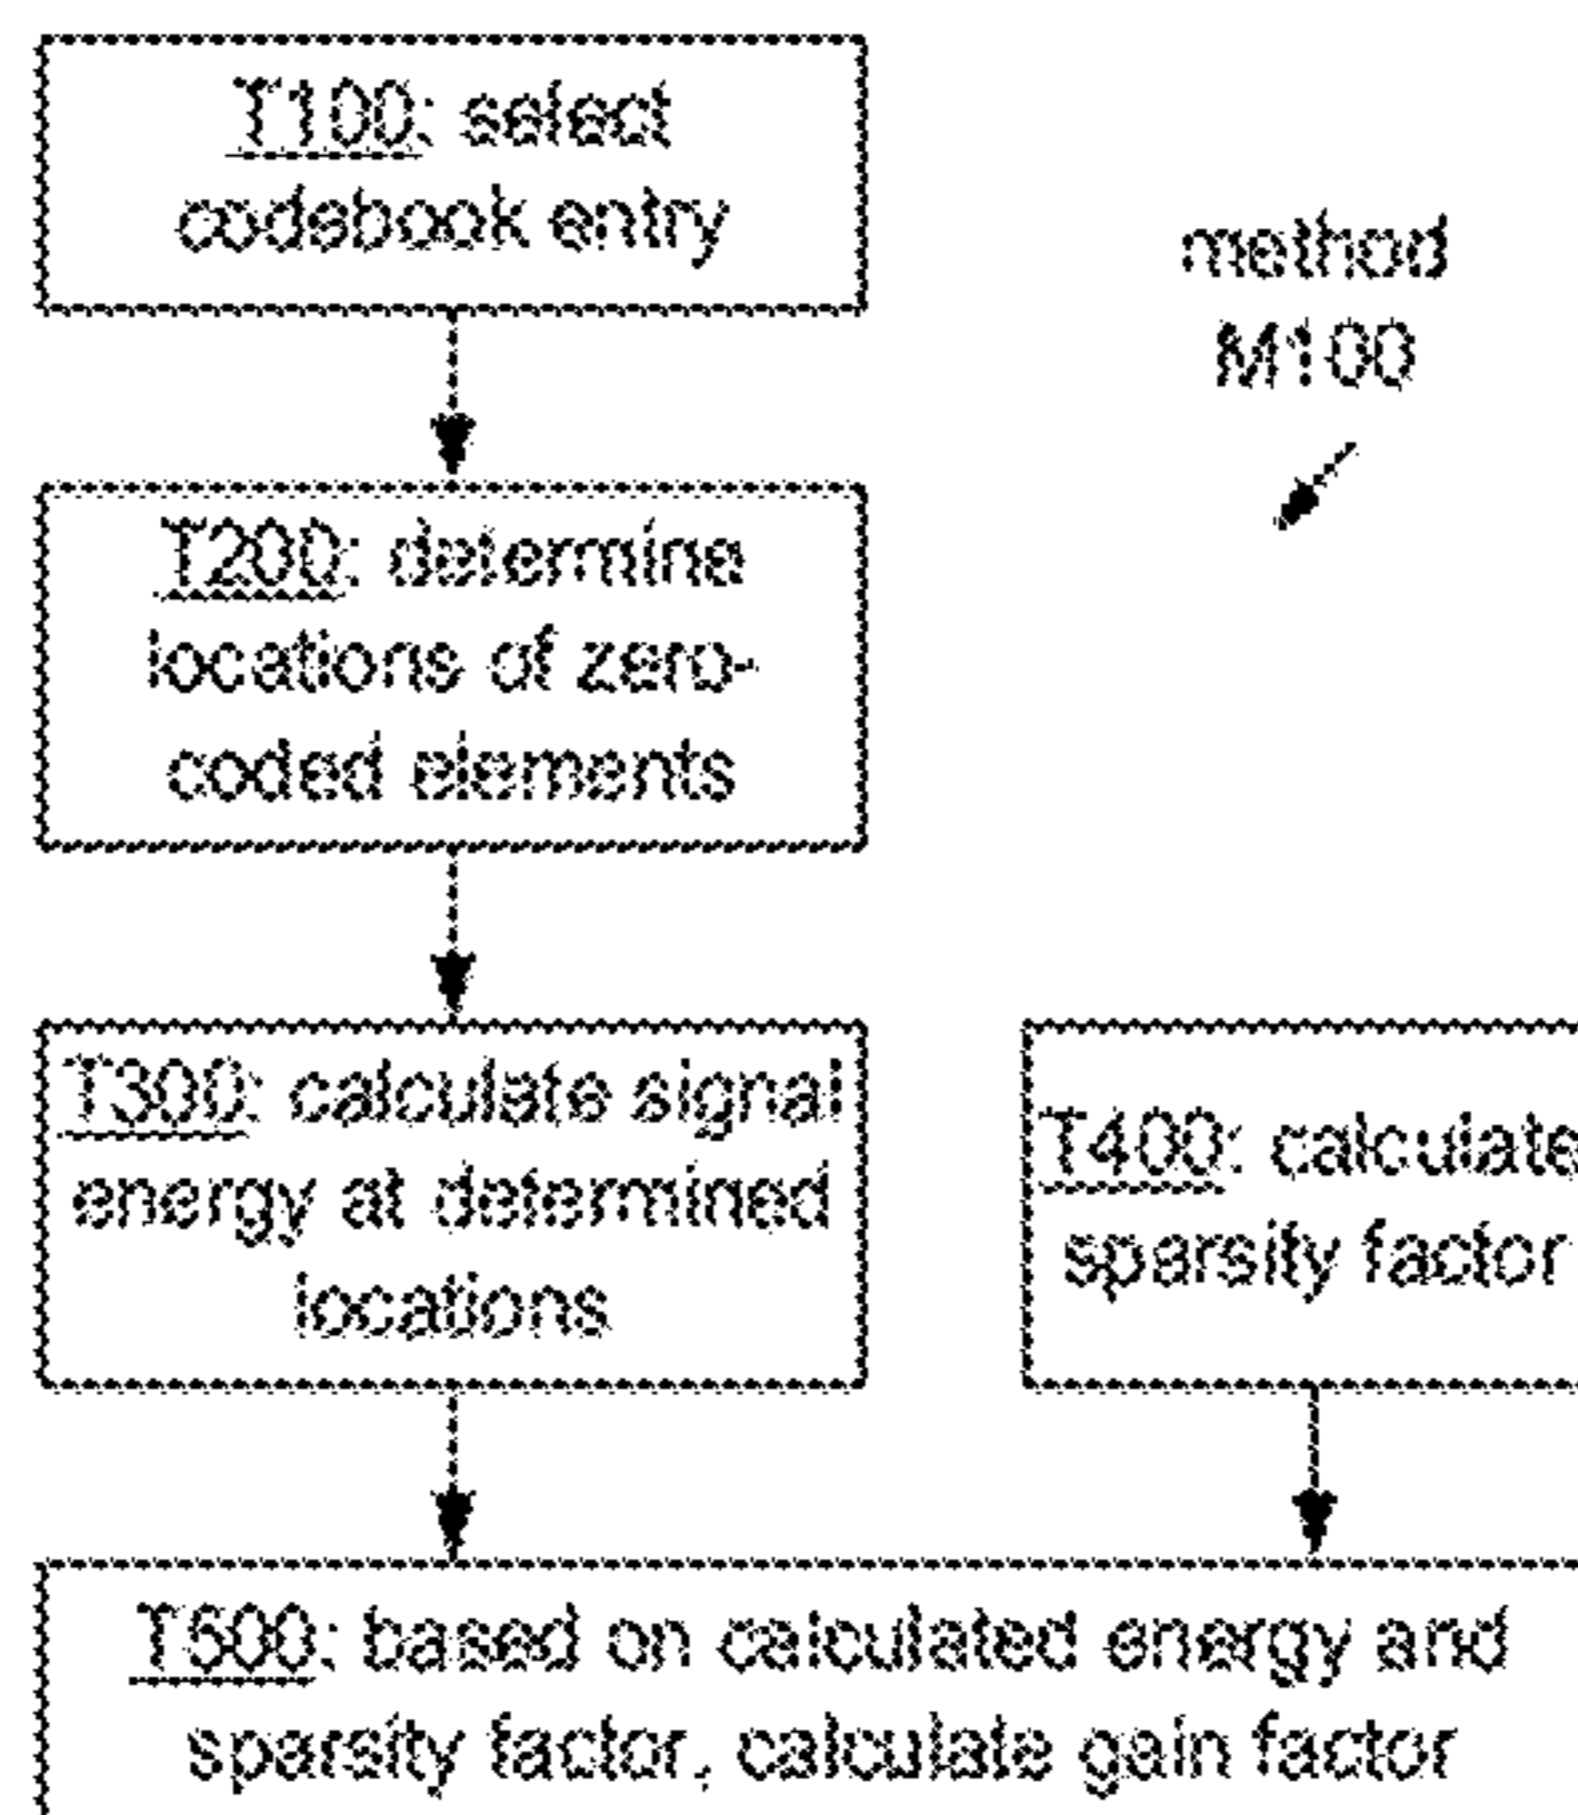 T100: select
codebook entry
method
M100
T200: determine
locations of zero-
coded elements
T300: calculate signal
energy at determined
locations
T400: calculate
sparsity factor
T500: based on calculated energy and
sparsity factor, calculate gain factor